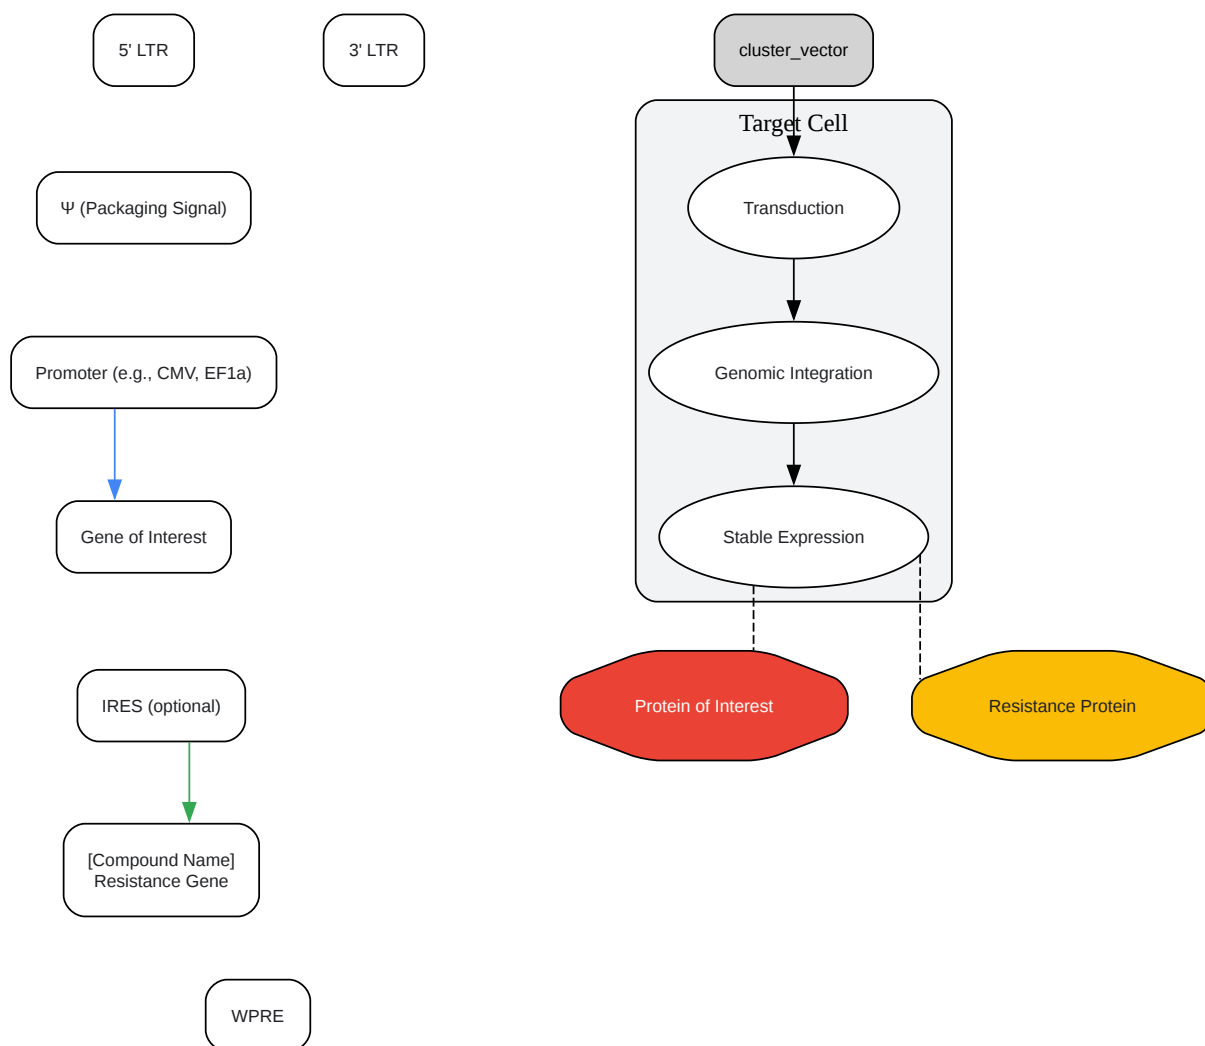 5' LTR
3' LTR
cluster_vector
Target Cell
Ψ (Packaging Signal)
Transduction
Promoter (e.g., CMV, EF1a)
Genomic Integration
Gene of Interest
Stable Expression
IRES (optional)
Protein of Interest
Resistance Protein
[Compound Name]
Resistance Gene
WPRE